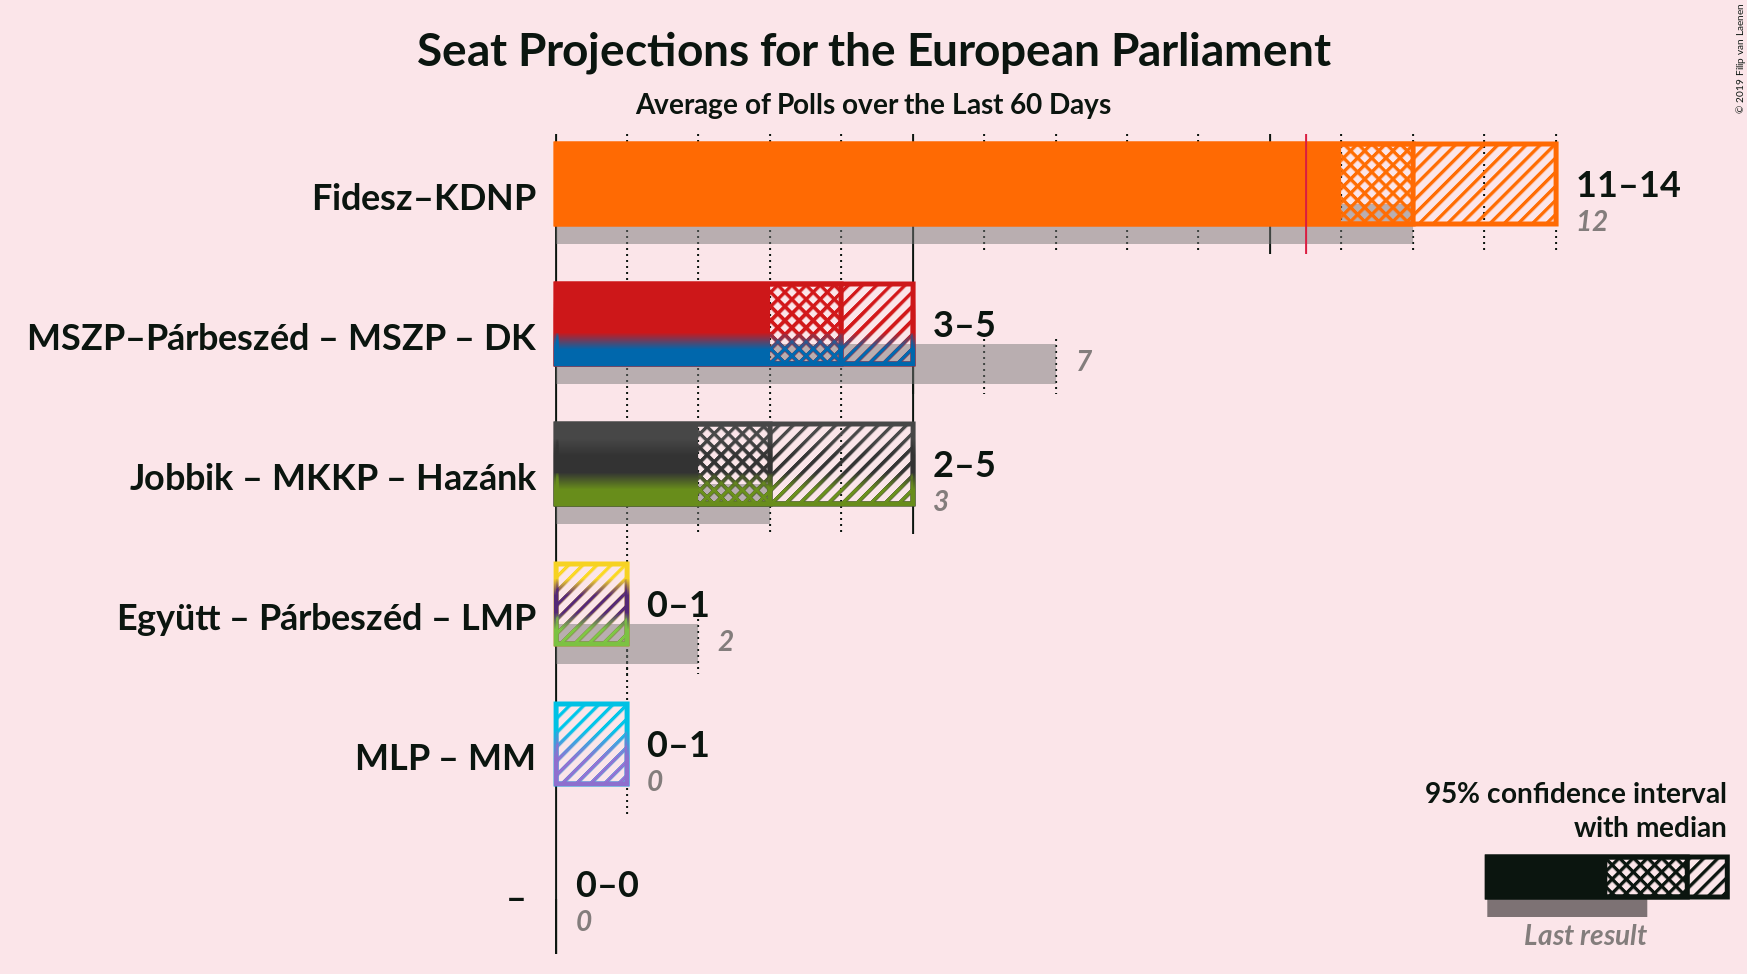 Seat Projections for the European Parliament
Average of Polls over the Last 60 Days
© 2019 Filip van Laenen
Fidesz–KDNP
11–14
12
MSZP–Párbeszéd – MSZP – DK
3–5
7
Jobbik – MKKP – Hazánk
2–5
3
Együtt – Párbeszéd – LMP
0–1
2
MLP – MM
0–1
0
–
0–0
0
95% confidence interval
with median
Last result